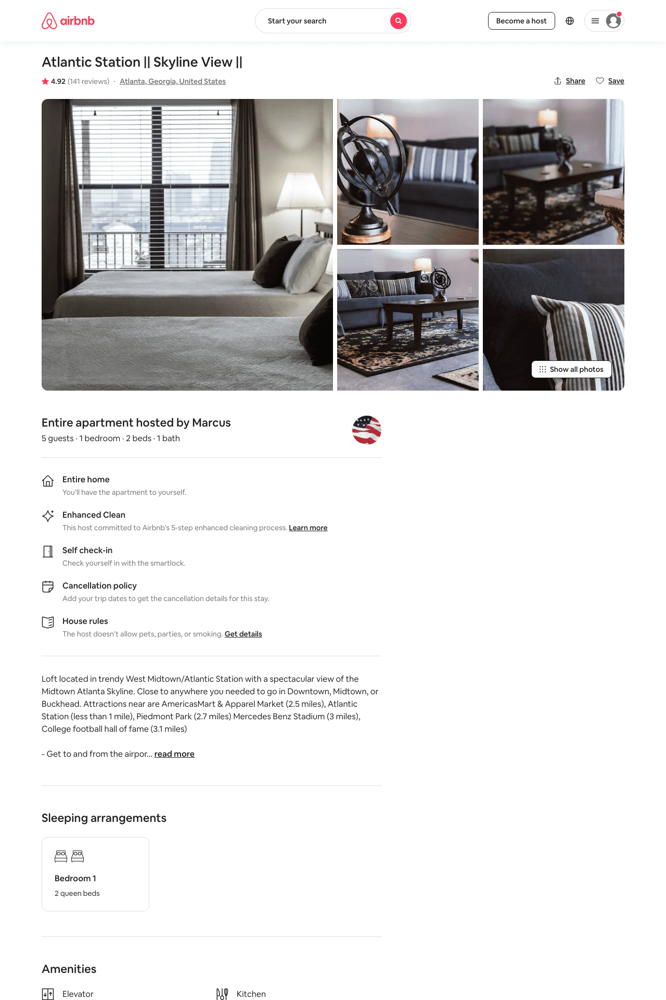 airbnb
Start your search
Become a host
Atlantic Station || Skyline View ||
4.92 (141 reviews) · Atlanta, Georgia, United States
Share
Save
Show all photos
Entire apartment hosted by Marcus
5 guests · 1 bedroom · 2 beds · 1 bath
Entire home
You’ll have the apartment to yourself.
Enhanced Clean
This host committed to Airbnb's 5-step enhanced cleaning process. Learn more
Self check-in
Check yourself in with the smartlock.
Cancellation policy
Add your trip dates to get the cancellation details for this stay.
House rules
The host doesn’t allow pets, parties, or smoking. Get details
Loft located in trendy West Midtown/Atlantic Station with a spectacular view of the
Midtown Atlanta Skyline. Close to anywhere you needed to go in Downtown, Midtown, or
Buckhead. Attractions near are AmericasMart & Apparel Market (2.5 miles), Atlantic
Station (less than 1 mile), Piedmont Park (2.7 miles) Mercedes Benz Stadium (3 miles),
College football hall of fame (3.1 miles)
- Get to and from the airpor... read more
Sleeping arrangements
Bedroom 1
2 queen beds
Amenities
Elevator
Kitchen